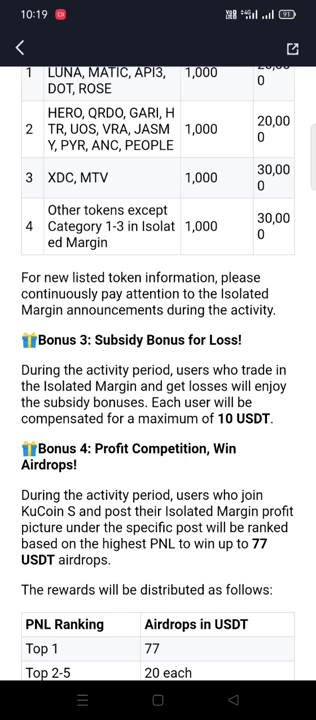 10:19
4G
91
1 LUNA, MATIC, API3, 1,000
DOT, ROSE 0
HERO, QRDO, GARI, H
2 TR, UOS, VRA, JASM 1,000 20,00
Y, PYR, ANC, PEOPLE 0
3 XDC, MTV 1,000 30,00
0
Other tokens except
4 Category 1-3 in Isolat 1,000 30,00
ed Margin 0
For new listed token information, please
continuously pay attention to the Isolated
Margin announcements during the activity.
🎁Bonus 3: Subsidy Bonus for Loss!
During the activity period, users who trade in
the Isolated Margin and get losses will enjoy
the subsidy bonuses. Each user will be
compensated for a maximum of 10 USDT.
🎁Bonus 4: Profit Competition, Win
Airdrops!
During the activity period, users who join
KuCoin S and post their Isolated Margin profit
picture under the specific post will be ranked
based on the highest PNL to win up to 77
USDT airdrops.
The rewards will be distributed as follows:
PNL Ranking Airdrops in USDT
Top 1 77
Top 2-5 20 each